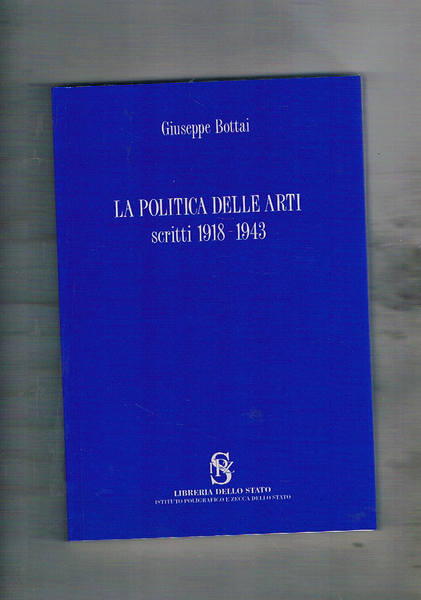 Giuseppe Bottai
LA POLITICA DELLE ARTI
scritti 1918 - 1943
LIBRERIA DELLO STATO
ISTITUTO POLIGRAFICO E ZECCA DELLO STATO